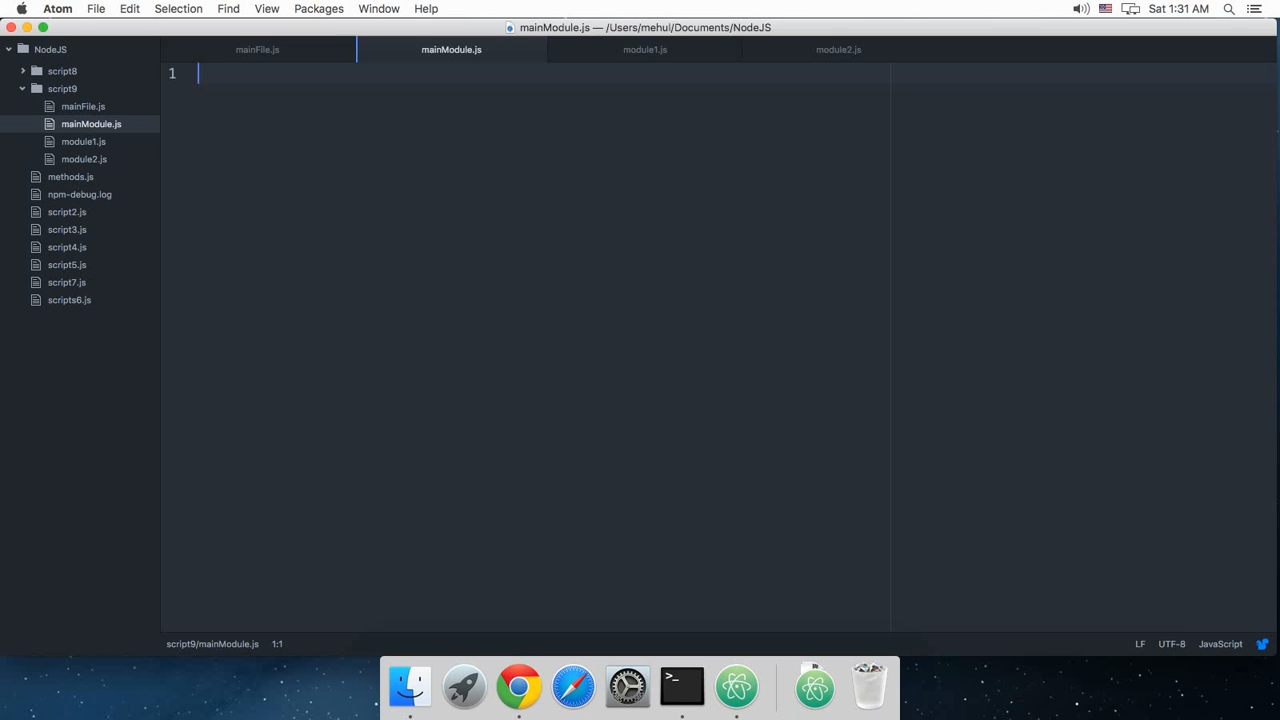 Atom File Edit Selection Find View Packages Window Help Sat 1:31 AM
mainModule.js — /Users/mehul/Documents/NodeJS
NodeJS
mainFile.js mainModule.js module1.js module2.js
script8
1
script9
mainFile.js
mainModule.js
module1.js
module2.js
methods.js
npm-debug.log
script2.js
script3.js
script4.js
script5.js
script7.js
scripts6.js
script9/mainModule.js 1:1 LF UTF-8 JavaScript
>_